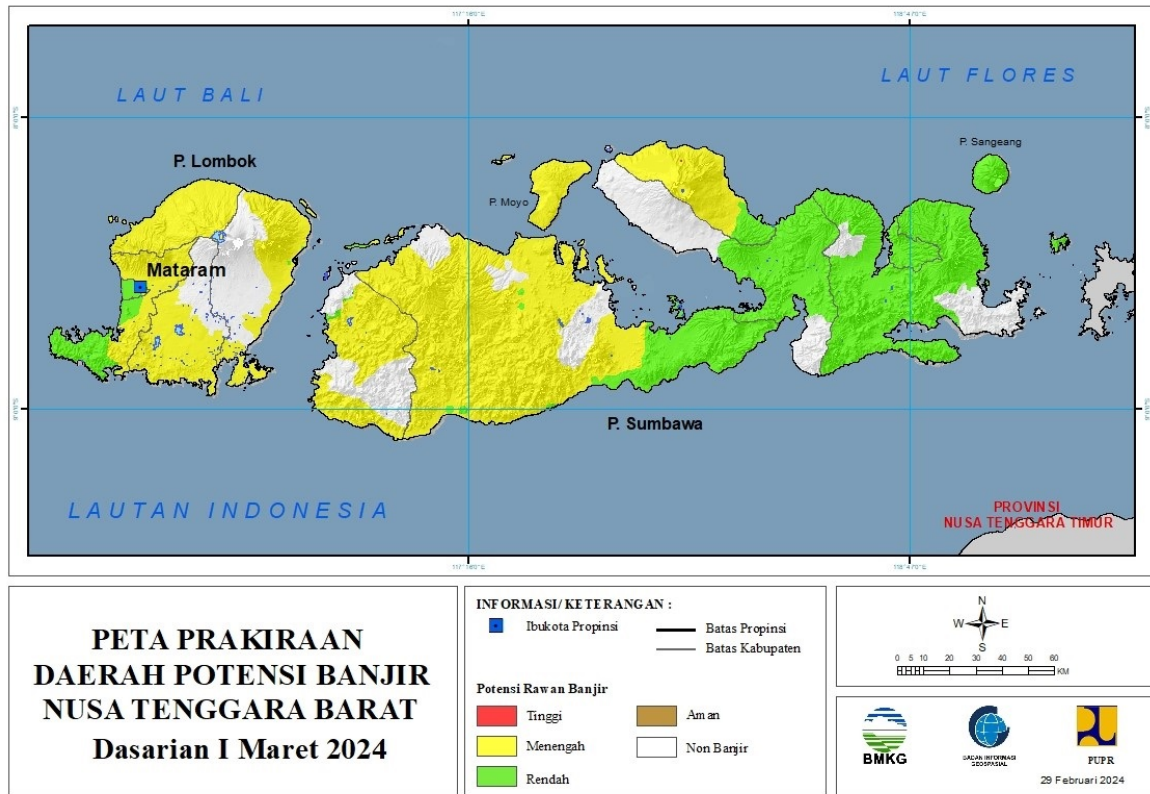 LAUT BALI
LAUT FLORES
P. Lombok
P. Sangeang
P. Moyo
Mataram
P. Sumbawa
LAUTAN INDONESIA
PROVINSI
NUSA TENGGARA TIMUR
PETA PRAKIRAAN
DAERAH POTENSI BANJIR
NUSA TENGGARA BARAT
Dasarian I Maret 2024
INFORMASI/ KETERANGAN :
Ibukota Propinsi
Batas Propinsi
Batas Kabupaten
Potensi Rawan Banjir
Tinggi
Aman
Menengah
Non Banjir
Rendah
N
W E
S
0 5 10 20 30 40 50 60
KM
BMKG
BADAN INFORMASI
GEOSPASIAL
PUPR
29 Februari 2024